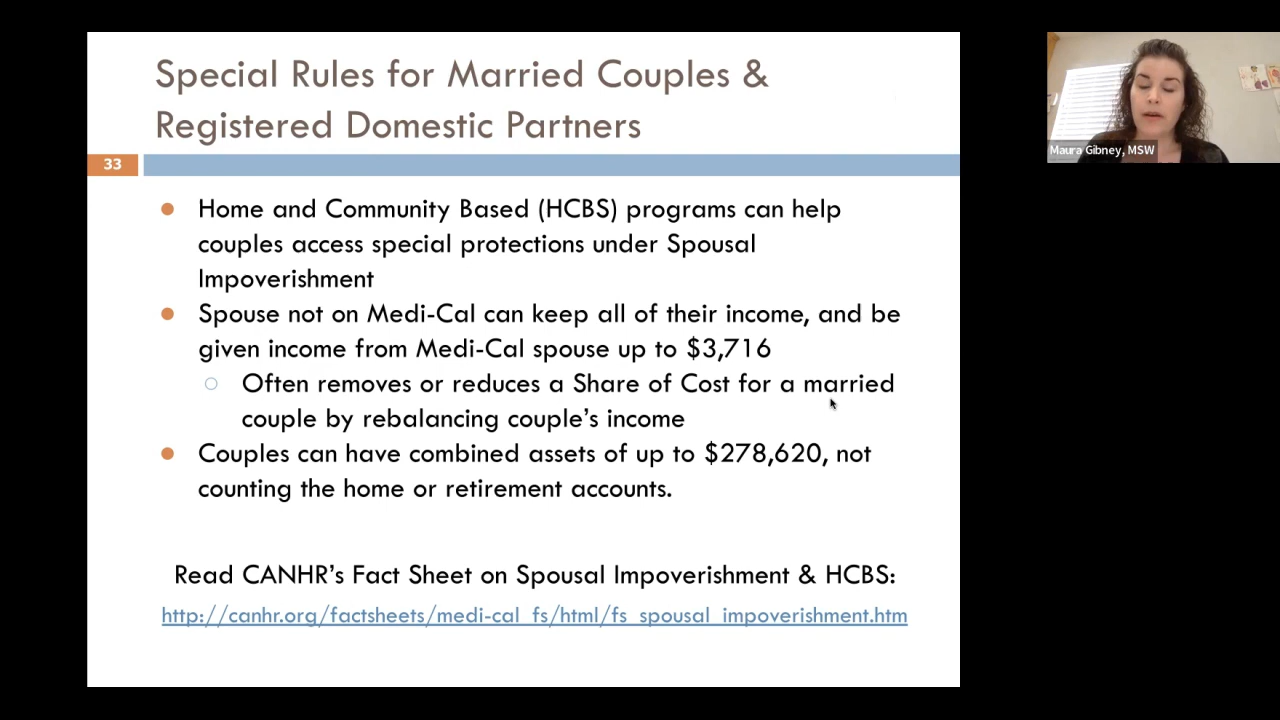 Special Rules for Married Couples &
Registered Domestic Partners
33
Home and Community Based (HCBS) programs can help
couples access special protections under Spousal
Impoverishment
Spouse not on Medi-Cal can keep all of their income, and be
given income from Medi-Cal spouse up to $3,716
Often removes or reduces a Share of Cost for a married
couple by rebalancing couple's income
Couples can have combined assets of up to $278,620, not
counting the home or retirement accounts.
Read CANHR's Fact Sheet on Spousal Impoverishment & HCBS:
http://canhr.org/factsheets/medi-cal_fs/html/fs_spousal_impoverishment.htm
Maura Gibney, MSW